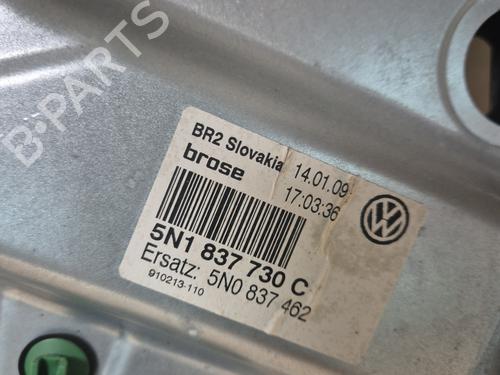 B-PARTS
BR2 Slovakia 14.01.09
brose 17:03:36
5N1 837 730 C
Ersatz: 5N0 837 462
910213-110